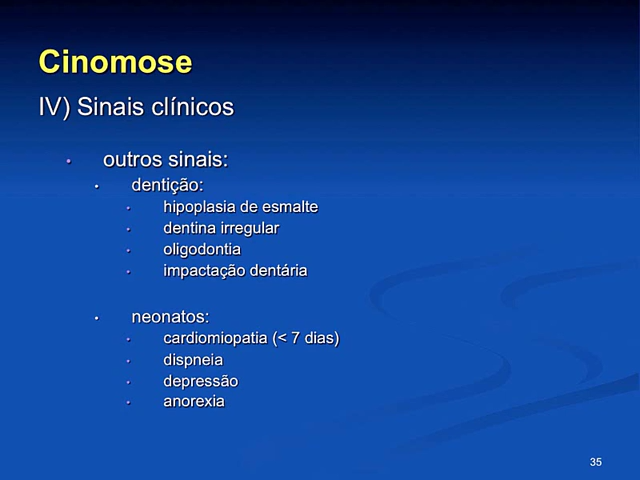 Cinomose
IV) Sinais clínicos
• outros sinais:
• dentição:
• hipoplasia de esmalte
• dentina irregular
• oligodontia
• impactação dentária
• neonatos:
• cardiomiopatia (< 7 dias)
• dispneia
• depressão
• anorexia
35